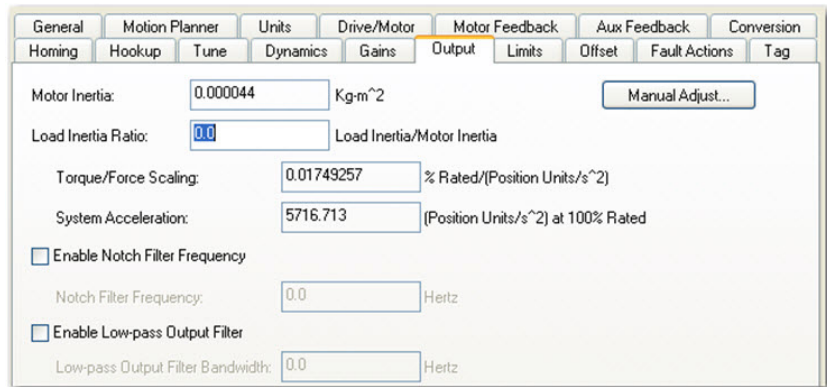 General Motion Planner Units Drive/Motor Motor Feedback Aux Feedback Conversion
Homing Hookup Tune Dynamics Gains Output Limits Offset Fault Actions Tag
Motor Inertia: 0.000044 Kg-m^2 Manual Adjust...
Load Inertia Ratio: 0.0 Load Inertia/Motor Inertia
Torque/Force Scaling: 0.01749257 % Rated/(Position Units/s^2)
System Acceleration: 5716.713 (Position Units/s^2) at 100% Rated
Enable Notch Filter Frequency
Notch Filter Frequency: 0.0 Hertz
Enable Low-pass Output Filter
Low-pass Output Filter Bandwidth: 0.0 Hertz